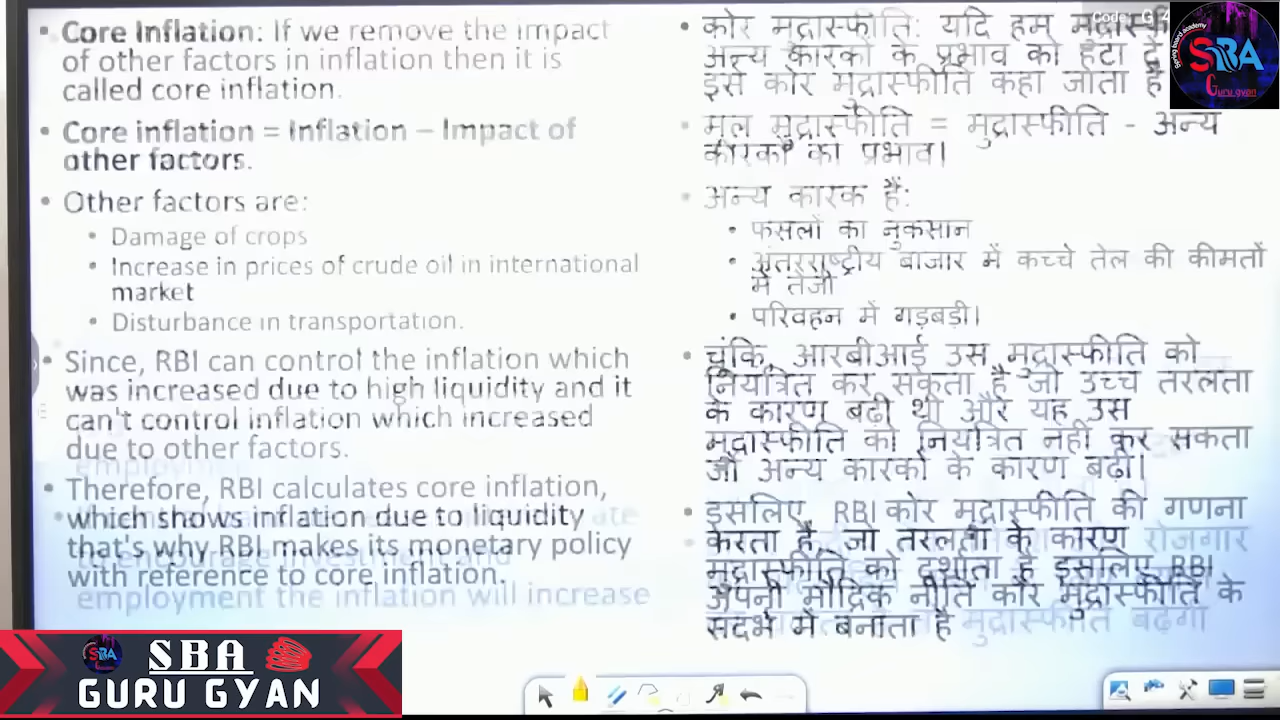 Core Inflation: If we remove the impact
of other factors in inflation then it is
called core inflation.
Core inflation = Inflation – Impact of
other factors.
Other factors are:
Damage of crops
Increase in prices of crude oil in international
market
Disturbance in transportation.
Since, RBI can control the inflation which
was increased due to high liquidity and it
can't control inflation which increased
due to other factors.
Therefore, RBI calculates core inflation,
which shows inflation due to liquidity
that's why RBI makes its monetary policy
with reference to core inflation.
employment the inflation will increase
कोर मुद्रास्फीति: यदि हम
अन्य कारकों के प्रभाव को हटा दें
इसे कोर मुद्रास्फीति कहा जाता है
मूल मुद्रास्फीति = मुद्रास्फीति - अन्य
कारकों का प्रभाव।
अन्य कारक हैं:
फसलों का नुकसान
अंतरराष्ट्रीय बाजार में कच्चे तेल की कीमतों
में तेजी
परिवहन में गड़बड़ी।
चूंकि, आरबीआई उस मुद्रास्फीति को
नियंत्रित कर सकता है जो उच्च तरलता
के कारण बढ़ी थी और यह उस
मुद्रास्फीति को नियंत्रित नहीं कर सकता
जो अन्य कारकों के कारण बढ़ी।
इसलिए, RBI कोर मुद्रास्फीति की गणना
करता है, जो तरलता के कारण रोजगार
मुद्रास्फीति को दर्शाता है इसलिए RBI
अपनी मौद्रिक नीति कोर मुद्रास्फीति के
संदर्भ में बनाता है मुद्रास्फीति बढ़ेगी
Code: G
SBA
Guru gyan
SBA
SBA
GURU GYAN